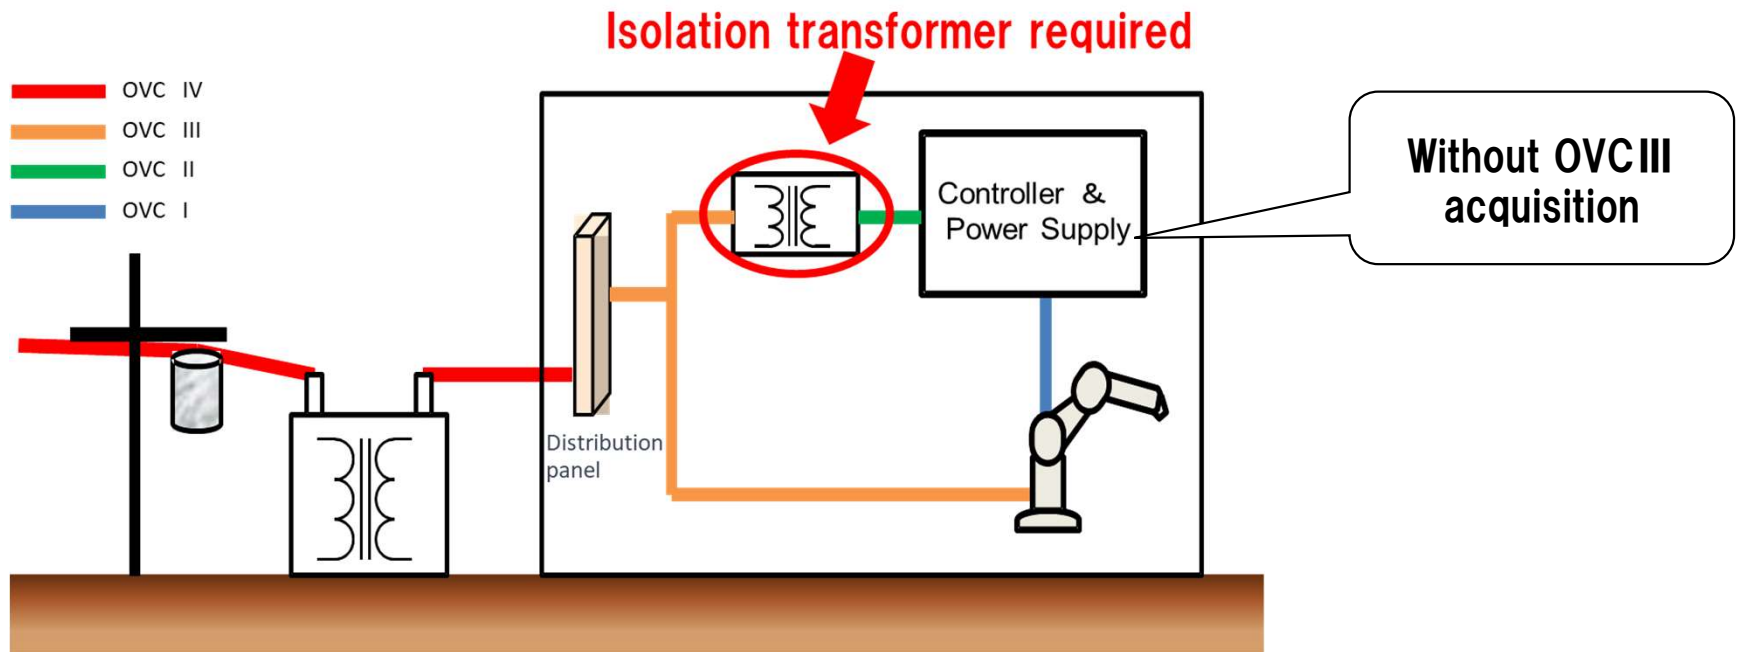 Isolation transformer required
OVC IV
OVC III
OVC II
OVC I
Controller &
Power Supply
Without OVCIII
acquisition
Distribution
panel